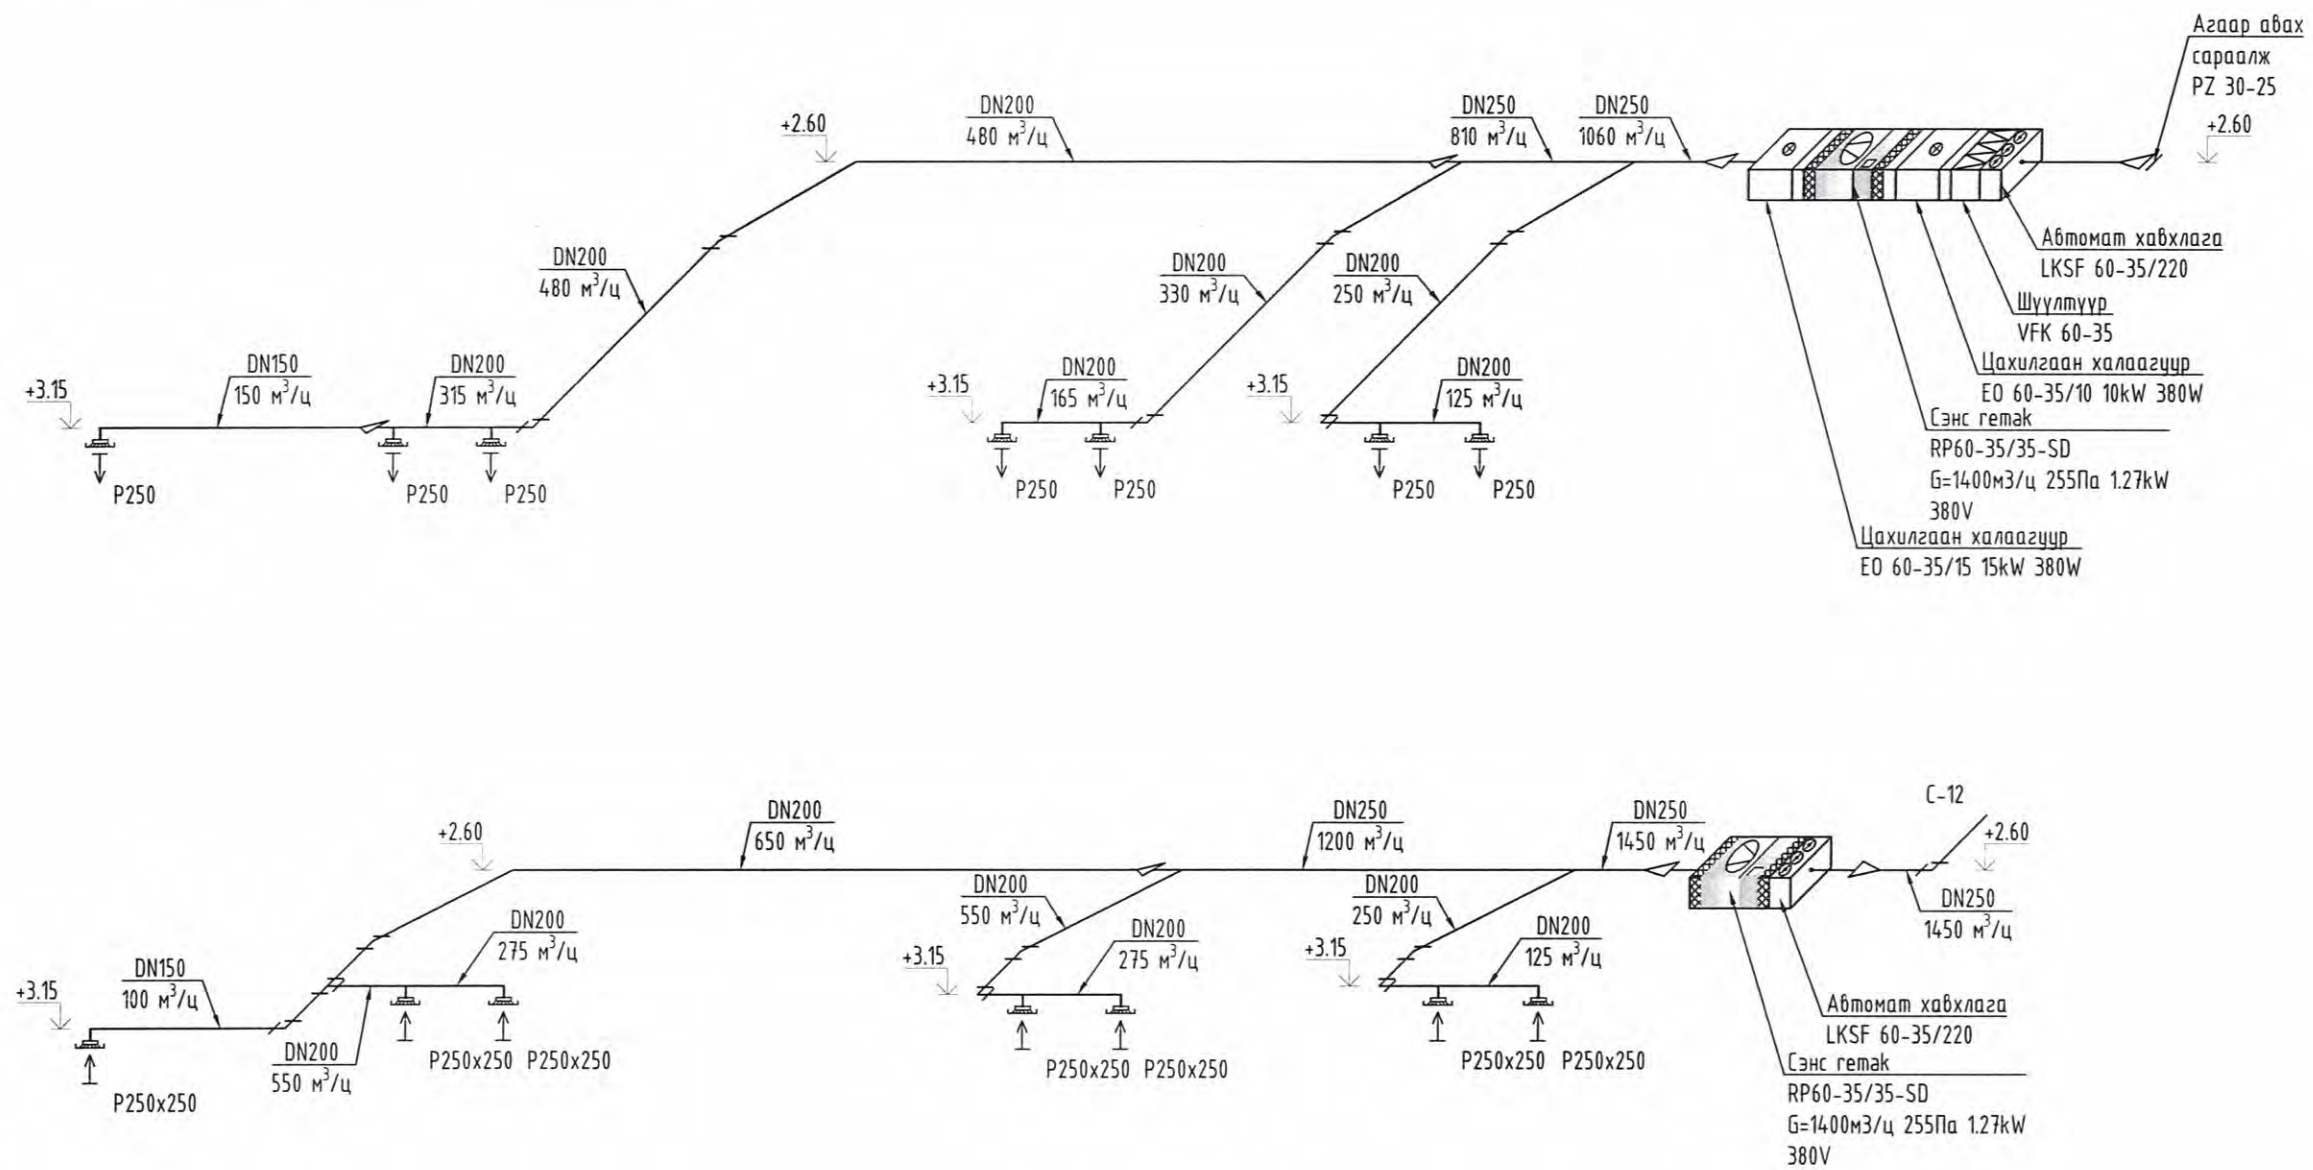 Агаар авах
сараалж
PZ 30-25
+2.60
DN200
480 м³/ц
DN250
810 м³/ц
DN250
1060 м³/ц
+2.60
DN200
480 м³/ц
DN200
330 м³/ц
DN200
250 м³/ц
Автомат хавхлага
LKSF 60-35/220
Шүүлтүүр
VFK 60-35
Цахилгаан халаагуур
EO 60-35/10 10kW 380W
Сэнс remak
RP60-35/35-SD
G=1400м3/ц 255Па 1.27kW
380V
Цахилгаан халаагуур
EO 60-35/15 15kW 380W
+3.15
DN150
150 м³/ц
DN200
315 м³/ц
+3.15
DN200
165 м³/ц
+3.15
DN200
125 м³/ц
P250
P250
P250
P250
P250
P250
P250
C-12
+2.60
+2.60
DN200
650 м³/ц
DN250
1200 м³/ц
DN250
1450 м³/ц
DN250
1450 м³/ц
DN200
550 м³/ц
DN200
250 м³/ц
DN200
275 м³/ц
+3.15
DN200
275 м³/ц
+3.15
DN200
125 м³/ц
+3.15
DN150
100 м³/ц
DN200
550 м³/ц
P250x250
P250x250 P250x250
P250x250 P250x250
P250x250 P250x250
Автомат хавхлага
LKSF 60-35/220
Сэнс remak
RP60-35/35-SD
G=1400м3/ц 255Па 1.27kW
380V